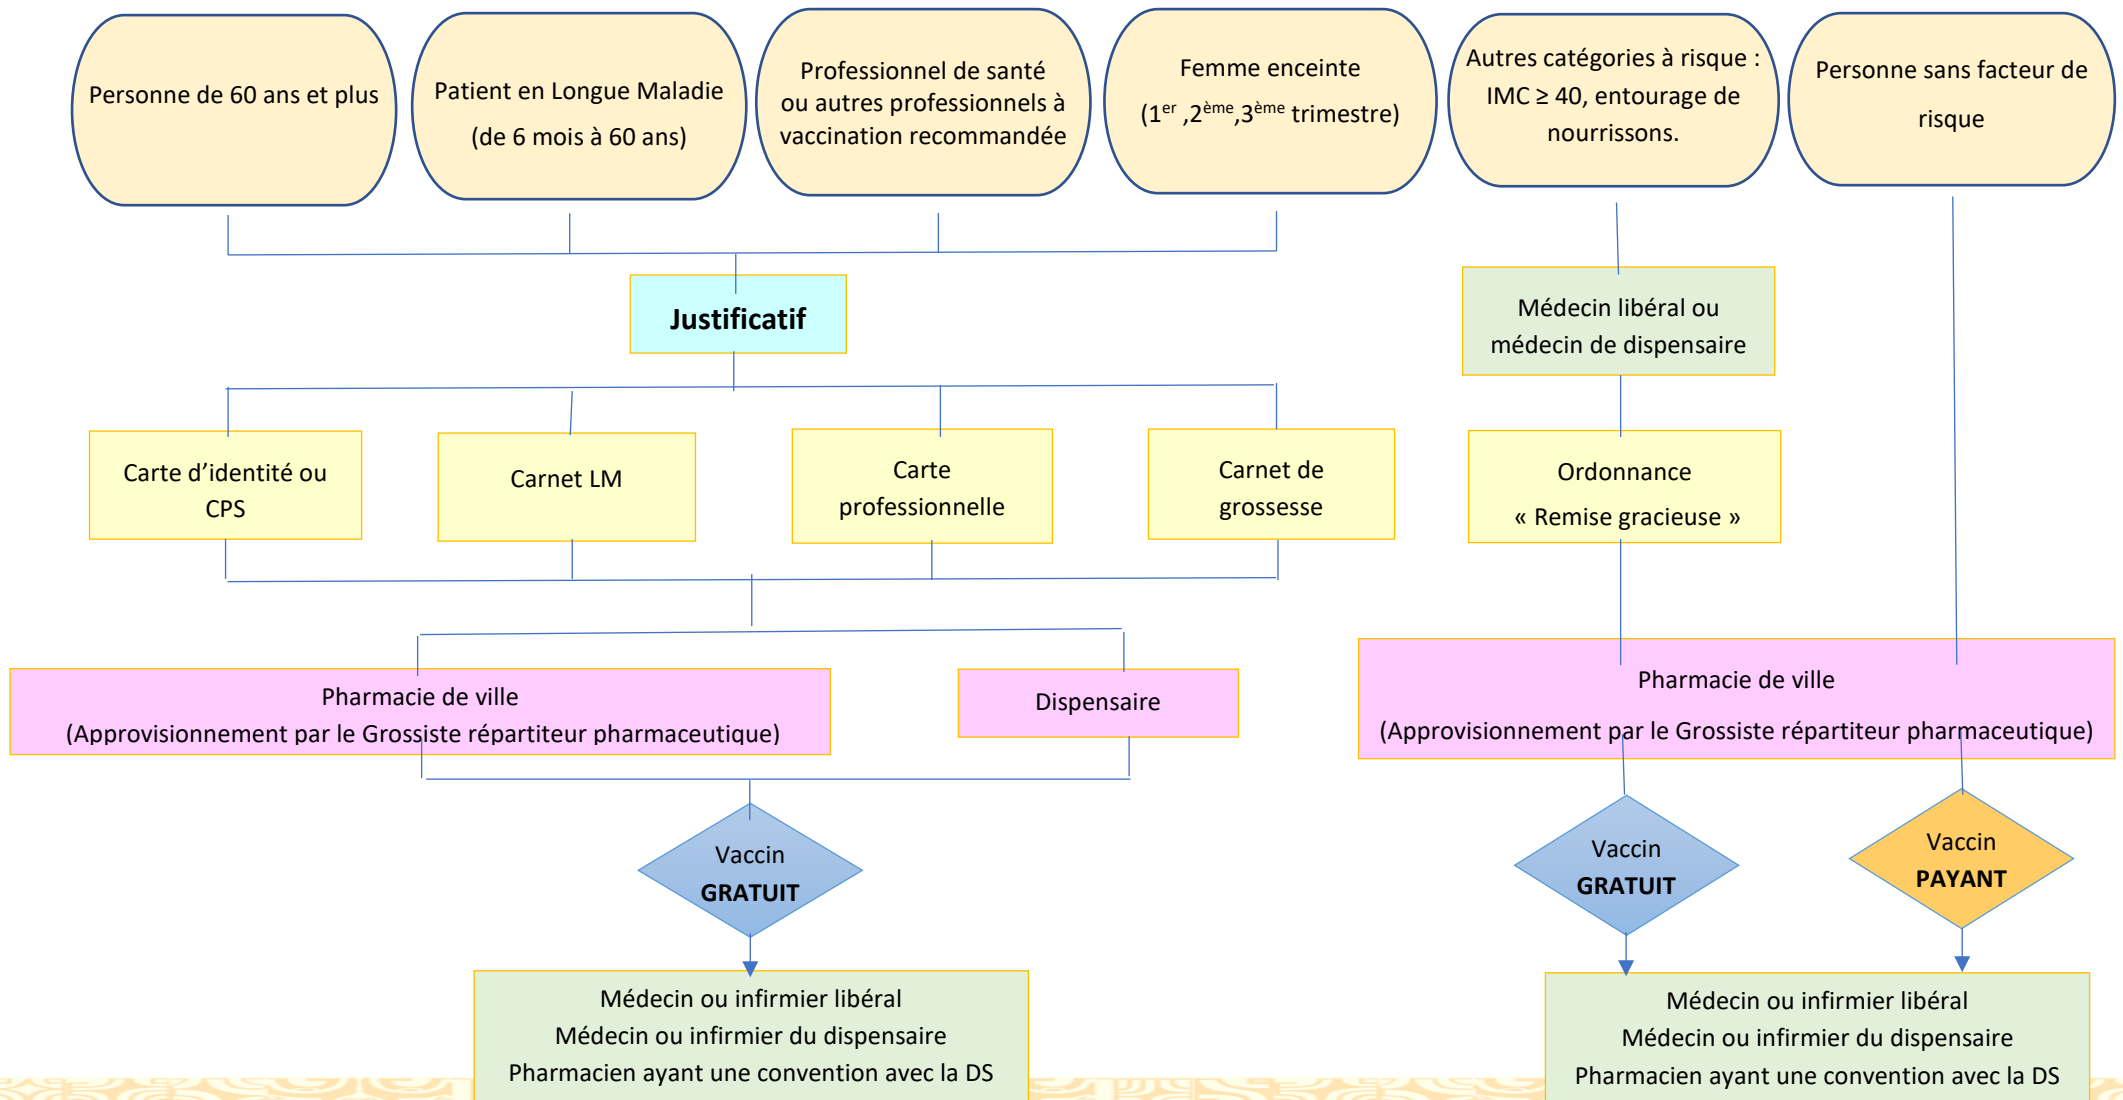 Personne de 60 ans et plus
Patient en Longue Maladie
(de 6 mois à 60 ans)
Professionnel de santé
ou autres professionnels à
vaccination recommandée
Femme enceinte
(1er ,2ème,3ème trimestre)
Autres catégories à risque :
IMC ≥ 40, entourage de
nourrissons.
Personne sans facteur de
risque
Justificatif
Médecin libéral ou
médecin de dispensaire
Carte d’identité ou
CPS
Carnet LM
Carte
professionnelle
Carnet de
grossesse
Ordonnance
« Remise gracieuse »
Pharmacie de ville
(Approvisionnement par le Grossiste répartiteur pharmaceutique)
Dispensaire
Pharmacie de ville
(Approvisionnement par le Grossiste répartiteur pharmaceutique)
Vaccin
GRATUIT
Vaccin
GRATUIT
Vaccin
PAYANT
Médecin ou infirmier libéral
Médecin ou infirmier du dispensaire
Pharmacien ayant une convention avec la DS
Médecin ou infirmier libéral
Médecin ou infirmier du dispensaire
Pharmacien ayant une convention avec la DS